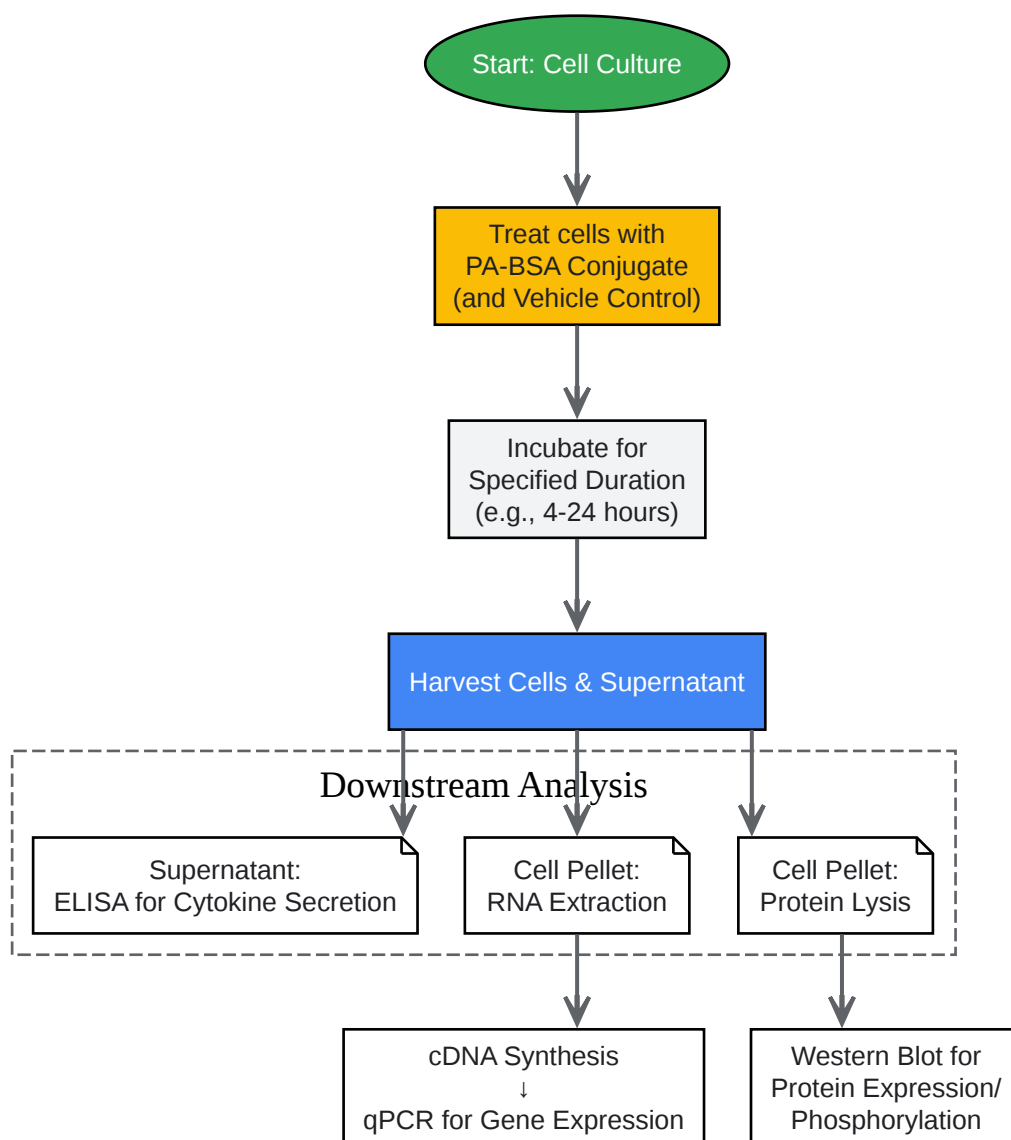 Start: Cell Culture
Treat cells with
PA-BSA Conjugate
(and Vehicle Control)
Incubate for
Specified Duration
(e.g., 4-24 hours)
Harvest Cells & Supernatant
Downstream Analysis
Supernatant:
ELISA for Cytokine Secretion
Cell Pellet:
RNA Extraction
Cell Pellet:
Protein Lysis
cDNA Synthesis
↓
qPCR for Gene Expression
Western Blot for
Protein Expression/
Phosphorylation